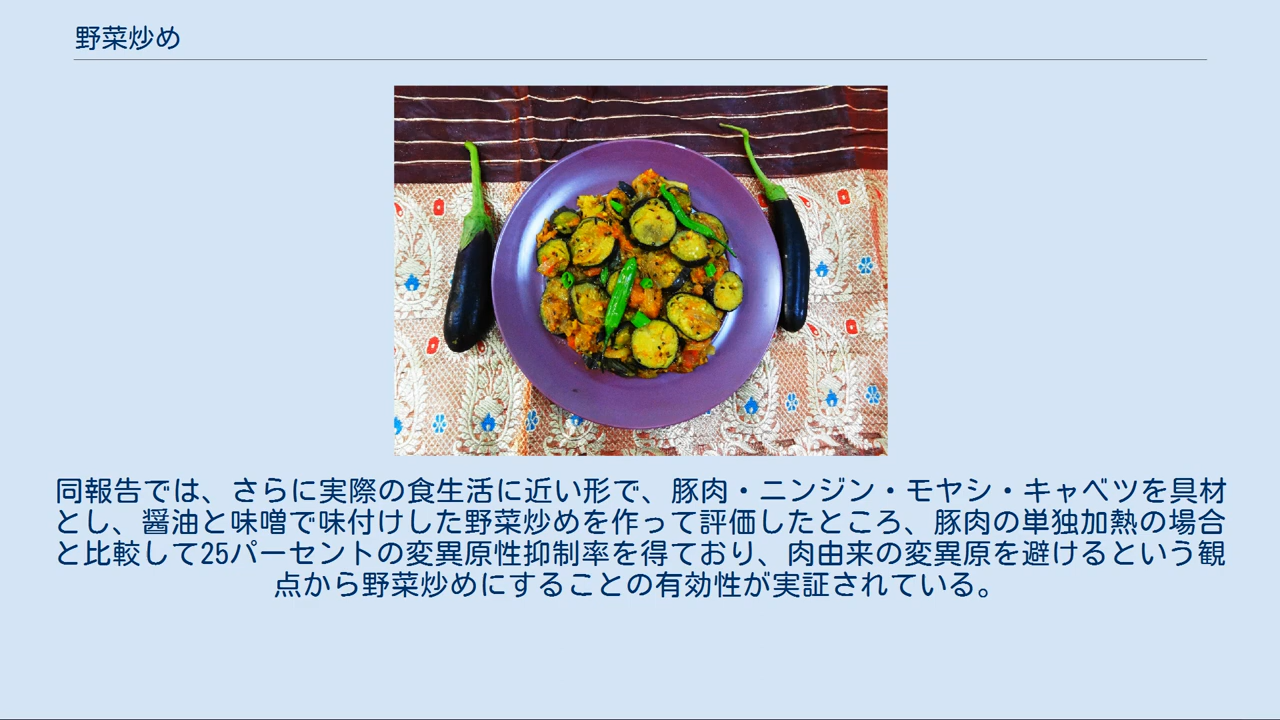 野菜炒め
同報告では、さらに実際の食生活に近い形で、豚肉・ニンジン・モヤシ・キャベツを具材
とし、醤油と味噌で味付けした野菜炒めを作って評価したところ、豚肉の単独加熱の場合
と比較して25パーセントの変異原性抑制率を得ており、肉由来の変異原を避けるという観
点から野菜炒めにすることの有効性が実証されている。